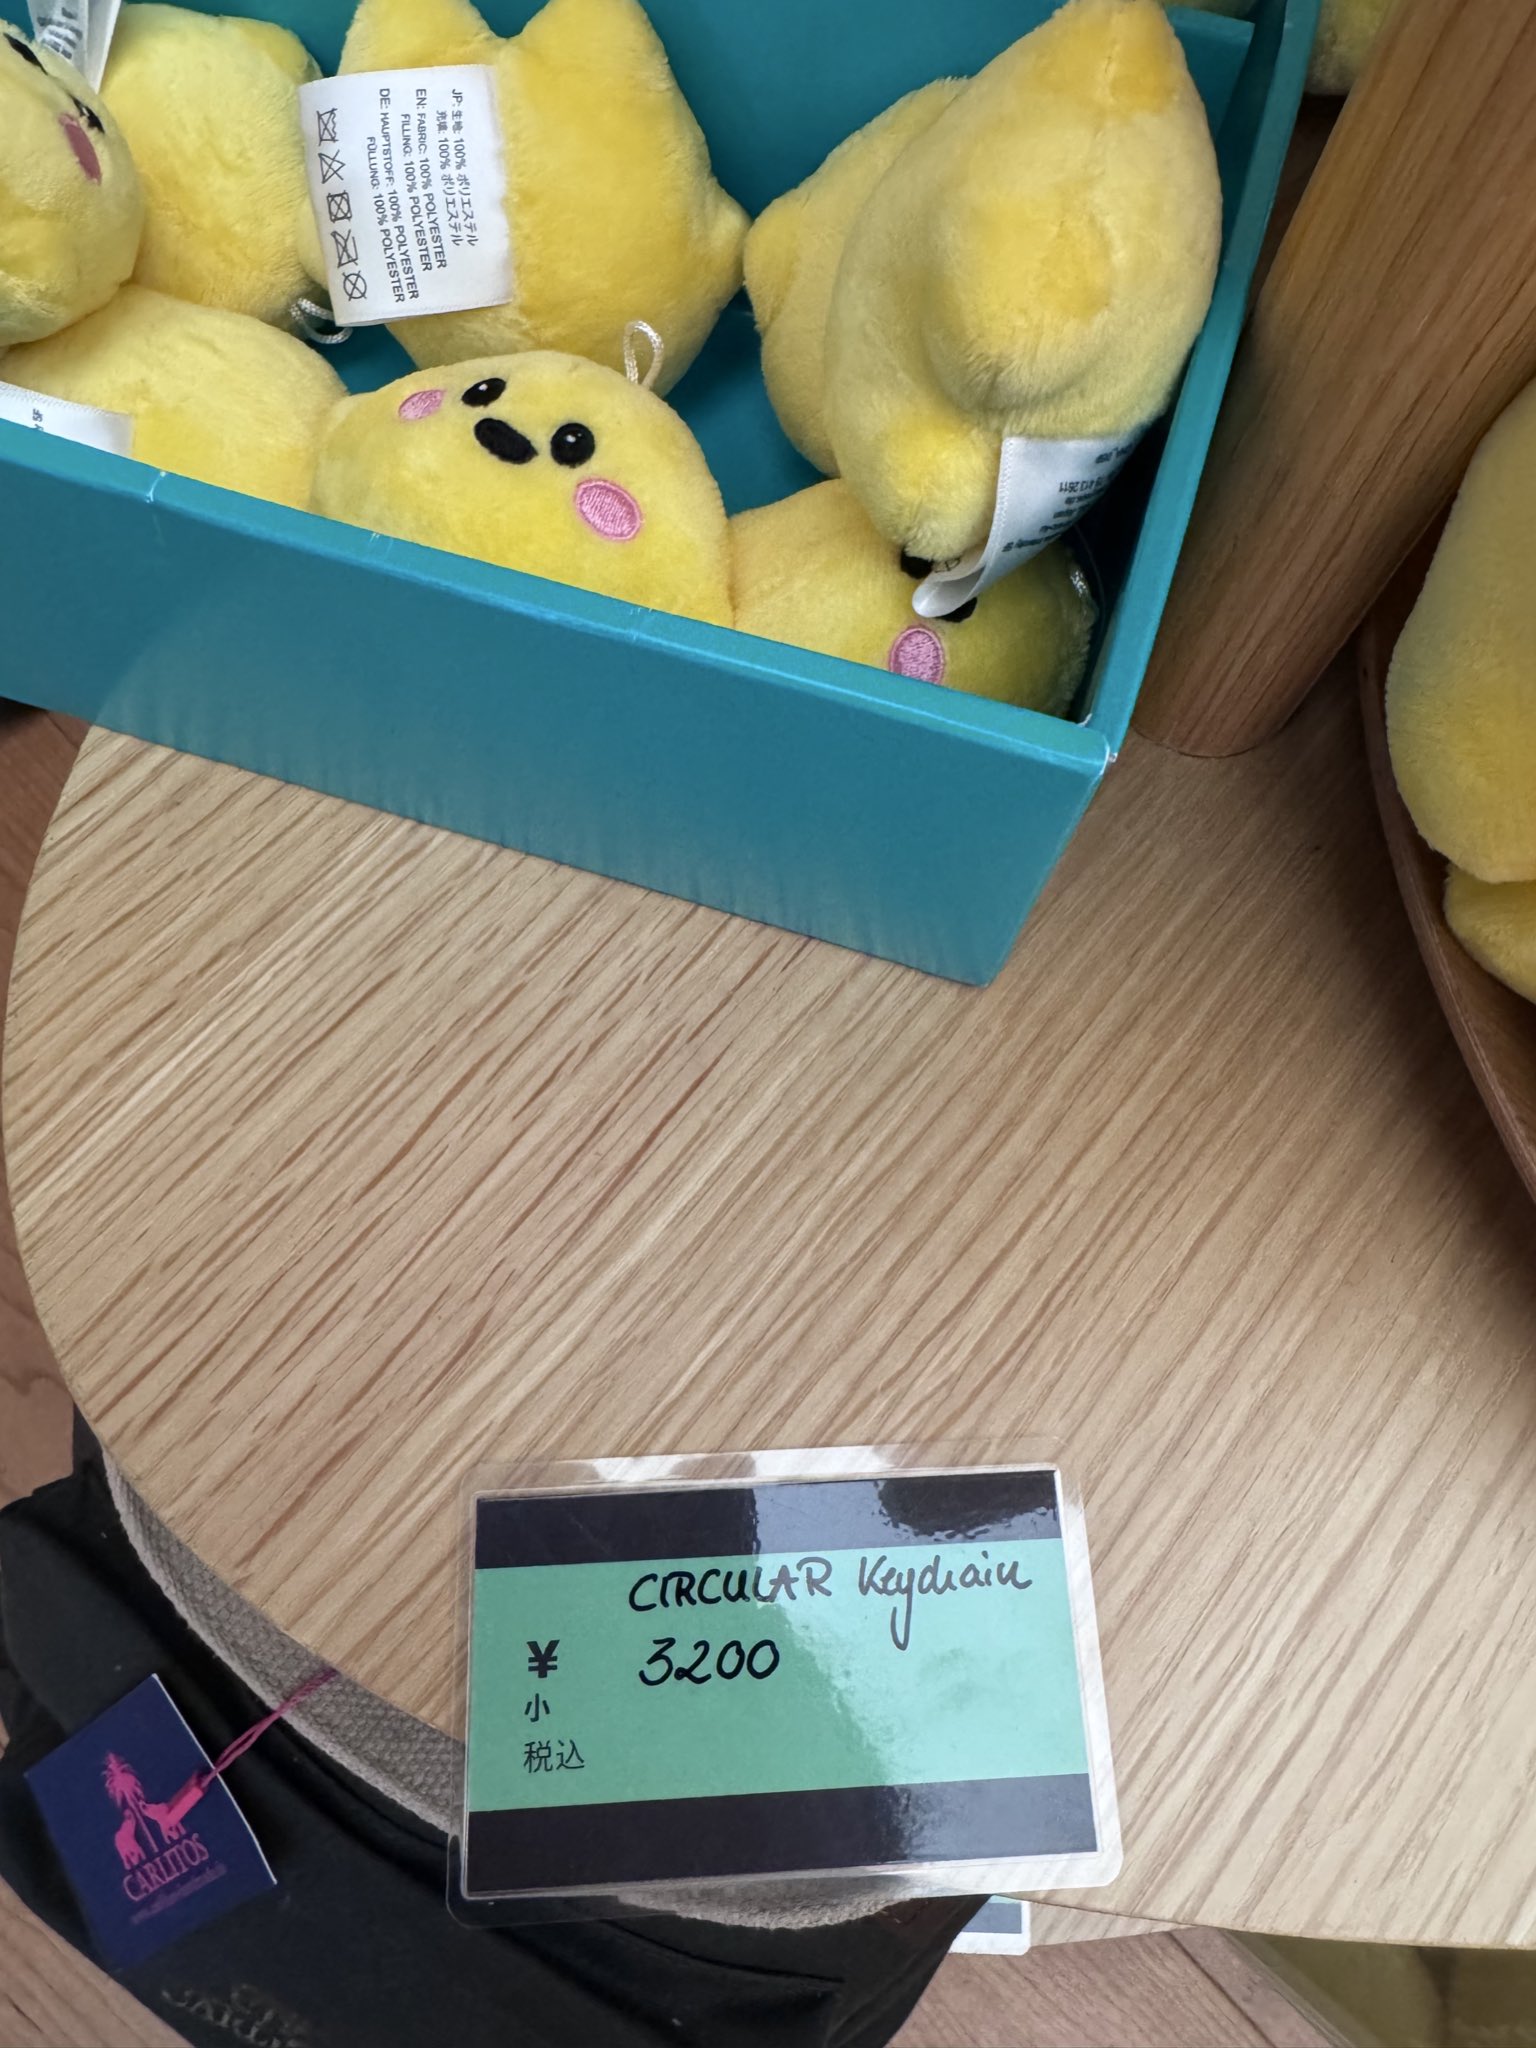 JP: 生地: 100% ポリエステル
充填: 100% ポリエステル
EN: FABRIC: 100% POLYESTER
FILLING: 100% POLYESTER
DE: HAUPTSTOFF: 100% POLYESTER
FÜLLUNG: 100% POLYESTER
CIRCULAR Keychain
¥ 3200
小
税込
CARLITOS